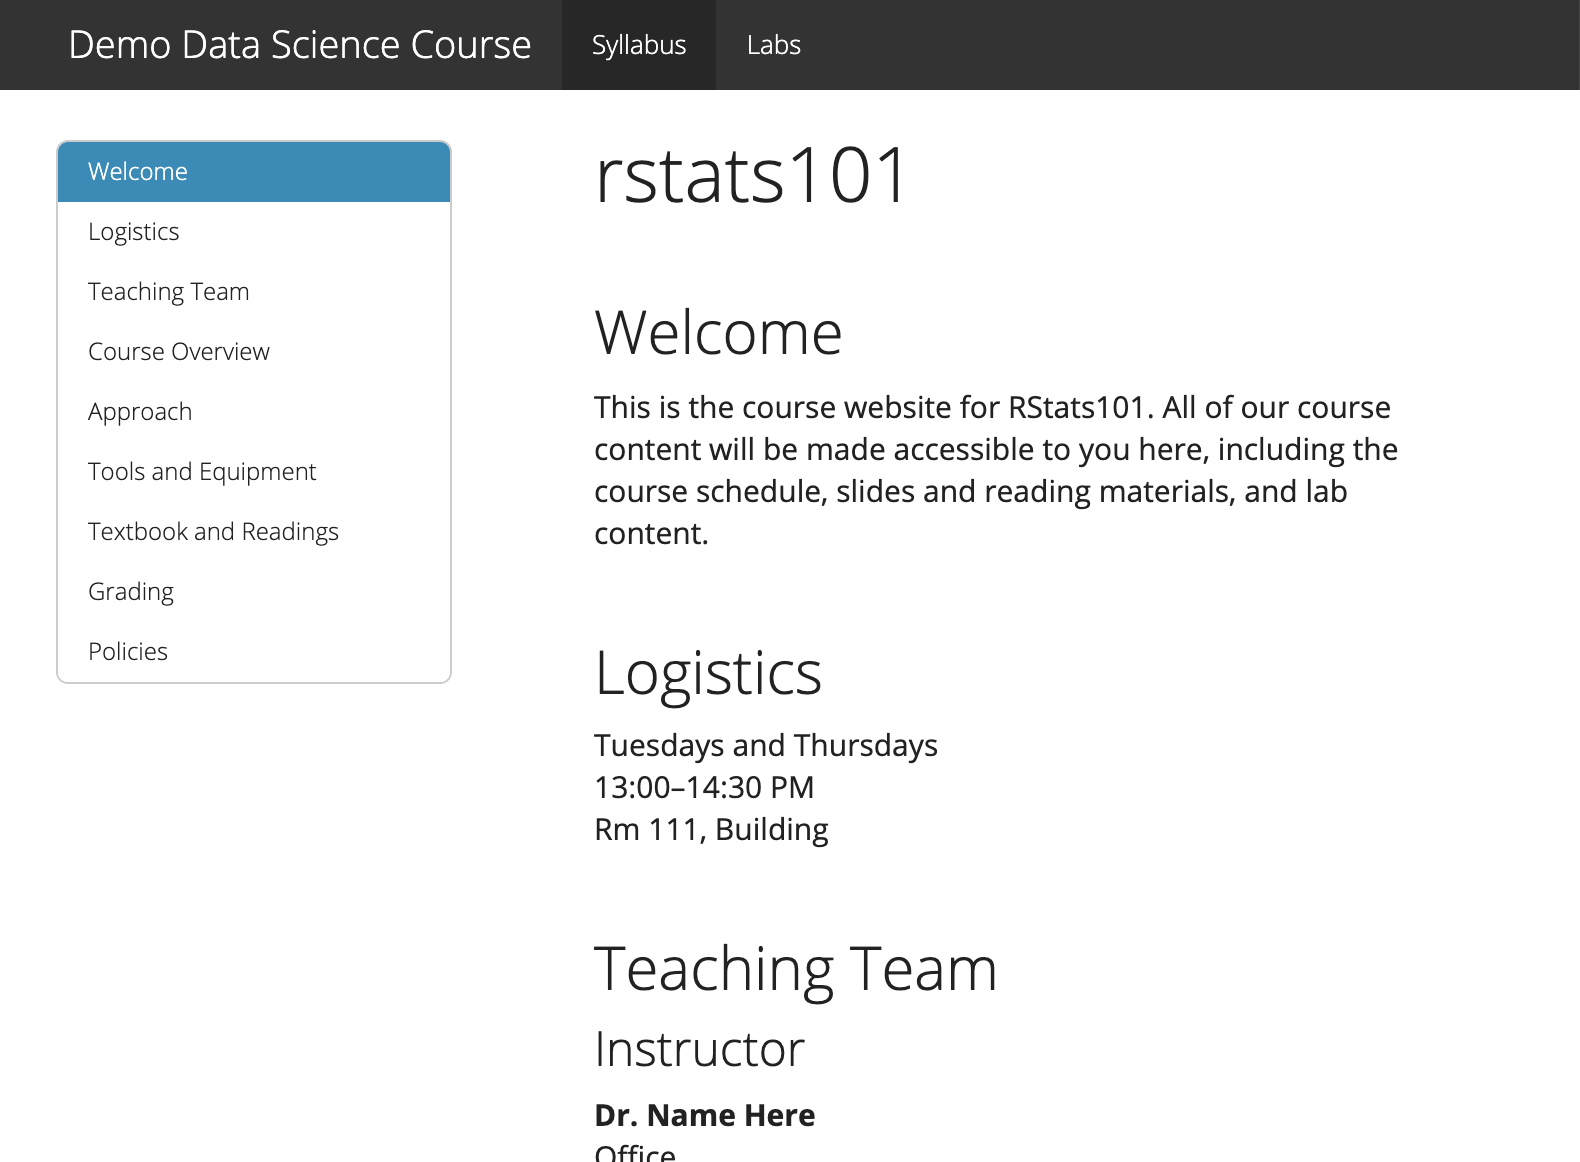 Demo Data Science Course Syllabus Labs
Welcome
Logistics
Teaching Team
Course Overview
Approach
Tools and Equipment
Textbook and Readings
Grading
Policies
rstats101
Welcome
This is the course website for RStats101. All of our course
content will be made accessible to you here, including the
course schedule, slides and reading materials, and lab
content.
Logistics
Tuesdays and Thursdays
13:00–14:30 PM
Rm 111, Building
Teaching Team
Instructor
Dr. Name Here
Office